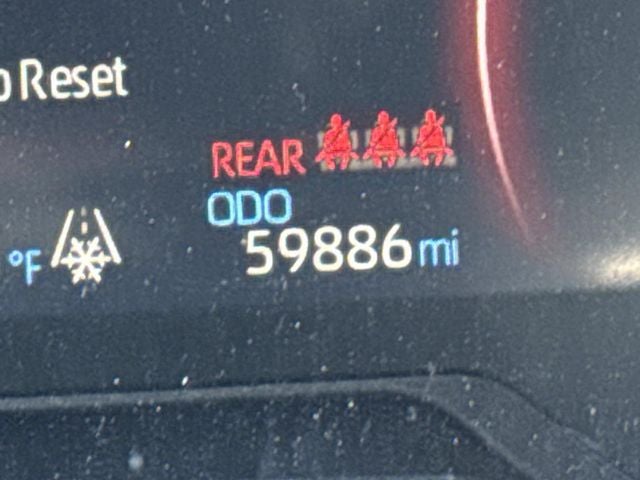 o Reset
REAR
ODO
59886 mi
°F